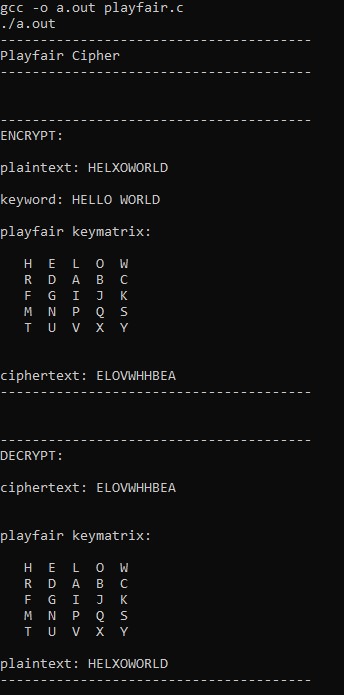 gcc -o a.out playfair.c
./a.out
---------------------------------------
Playfair Cipher
---------------------------------------
---------------------------------------
ENCRYPT:
plaintext: HELXOWORLD
keyword: HELLO WORLD
playfair keymatrix:
H E L O W
R D A B C
F G I J K
M N P Q S
T U V X Y
ciphertext: ELOVWHHBEA
---------------------------------------
---------------------------------------
DECRYPT:
ciphertext: ELOVWHHBEA
playfair keymatrix:
H E L O W
R D A B C
F G I J K
M N P Q S
T U V X Y
plaintext: HELXOWORLD
---------------------------------------